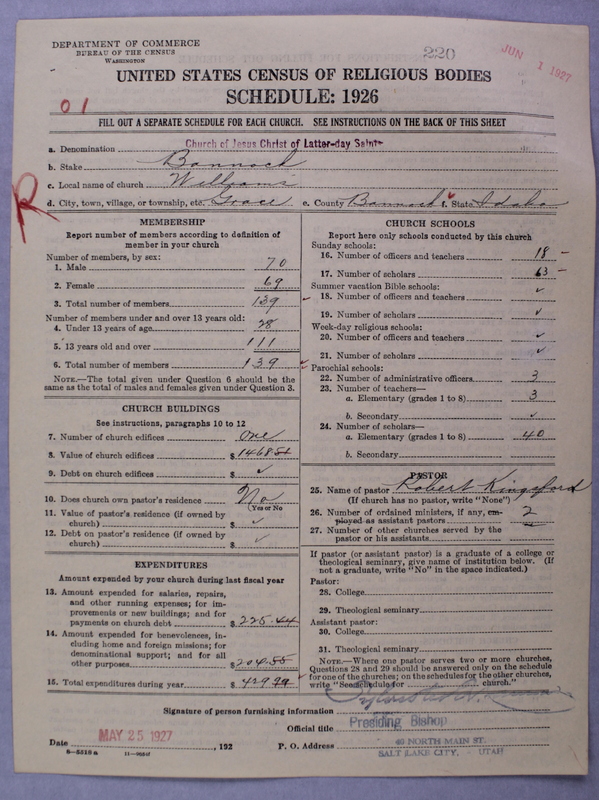 DEPARTMENT OF COMMERCE
BUREAU OF THE CENSUS
WASHINGTON
220
JUN 1 1927
UNITED STATES CENSUS OF RELIGIOUS BODIES
SCHEDULE: 1926
01
FILL OUT A SEPARATE SCHEDULE FOR EACH CHURCH. SEE INSTRUCTIONS ON THE BACK OF THIS SHEET
a. Denomination Church of Jesus Christ of Latter-day Saints
b. Stake Bannock
c. Local name of church Williams
d. City, town, village, or township, etc. Grace e. County Bannock f. State Idaho
R
MEMBERSHIP
Report number of members according to definition of
member in your church
Number of members, by sex:
1. Male 70
2. Female 69
3. Total number of members 139
Number of members under and over 13 years old:
4. Under 13 years of age 28
5. 13 years old and over 111
6. Total number of members 139
NOTE.—The total given under Question 6 should be the
same as the total of males and females given under Question 3.
CHURCH BUILDINGS
See instructions, paragraphs 10 to 12
7. Number of church edifices one
8. Value of church edifices $
9. Debt on church edifices $ ✓
10. Does church own pastor's residence No
(Yes or No)
11. Value of pastor's residence (if owned by
church) $ ✓
12. Debt on pastor's residence (if owned by
church) $ ✓
EXPENDITURES
Amount expended by your church during last fiscal year
13. Amount expended for salaries, repairs,
and other running expenses; for im-
provements or new buildings; and for
payments on church debt $ 225.44
14. Amount expended for benevolences, in-
cluding home and foreign missions; for
denominational support; and for all
other purposes $ 204.55
15. Total expenditures during year $ 429.99
CHURCH SCHOOLS
Report here only schools conducted by this church
Sunday schools:
16. Number of officers and teachers 18
17. Number of scholars 63
Summer vacation Bible schools:
18. Number of officers and teachers ✓
19. Number of scholars ✓
Week-day religious schools:
20. Number of officers and teachers ✓
21. Number of scholars ✓
Parochial schools:
22. Number of administrative officers 3
23. Number of teachers—
a. Elementary (grades 1 to 8) 3
b. Secondary ✓
24. Number of scholars—
a. Elementary (grades 1 to 8) 40
b. Secondary
PASTOR
25. Name of pastor Robert Kingsford
(If church has no pastor, write "None")
26. Number of ordained ministers, if any, em-
ployed as assistant pastors 2
27. Number of other churches served by the
pastor or his assistants
If pastor (or assistant pastor) is a graduate of a college or
theological seminary, give name of institution below. (If
not a graduate, write "No" in the space indicated.)
Pastor:
28. College
29. Theological seminary
Assistant pastor:
30. College
31. Theological seminary
NOTE.—Where one pastor serves two or more churches,
Questions 28 and 29 should be answered only on the schedule
for one of the churches; on the schedules for the other churches,
write "See schedule for church."
Signature of person furnishing information
Official title Presiding Bishop
Date MAY 25 1927, 192 P. O. Address 40 NORTH MAIN ST.
SALT LAKE CITY, UTAH